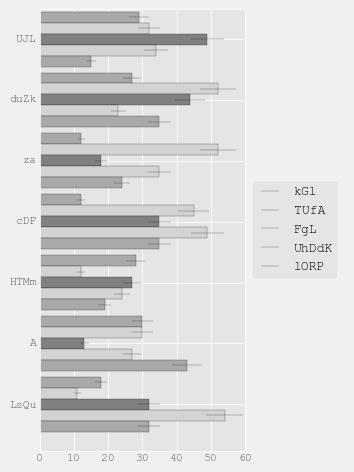 UJL
duZk
za
cDF
HTMm
A
LsQu
0 10 20 30 40 50 60
kGl
TUfA
FgL
UhDdK
lORP